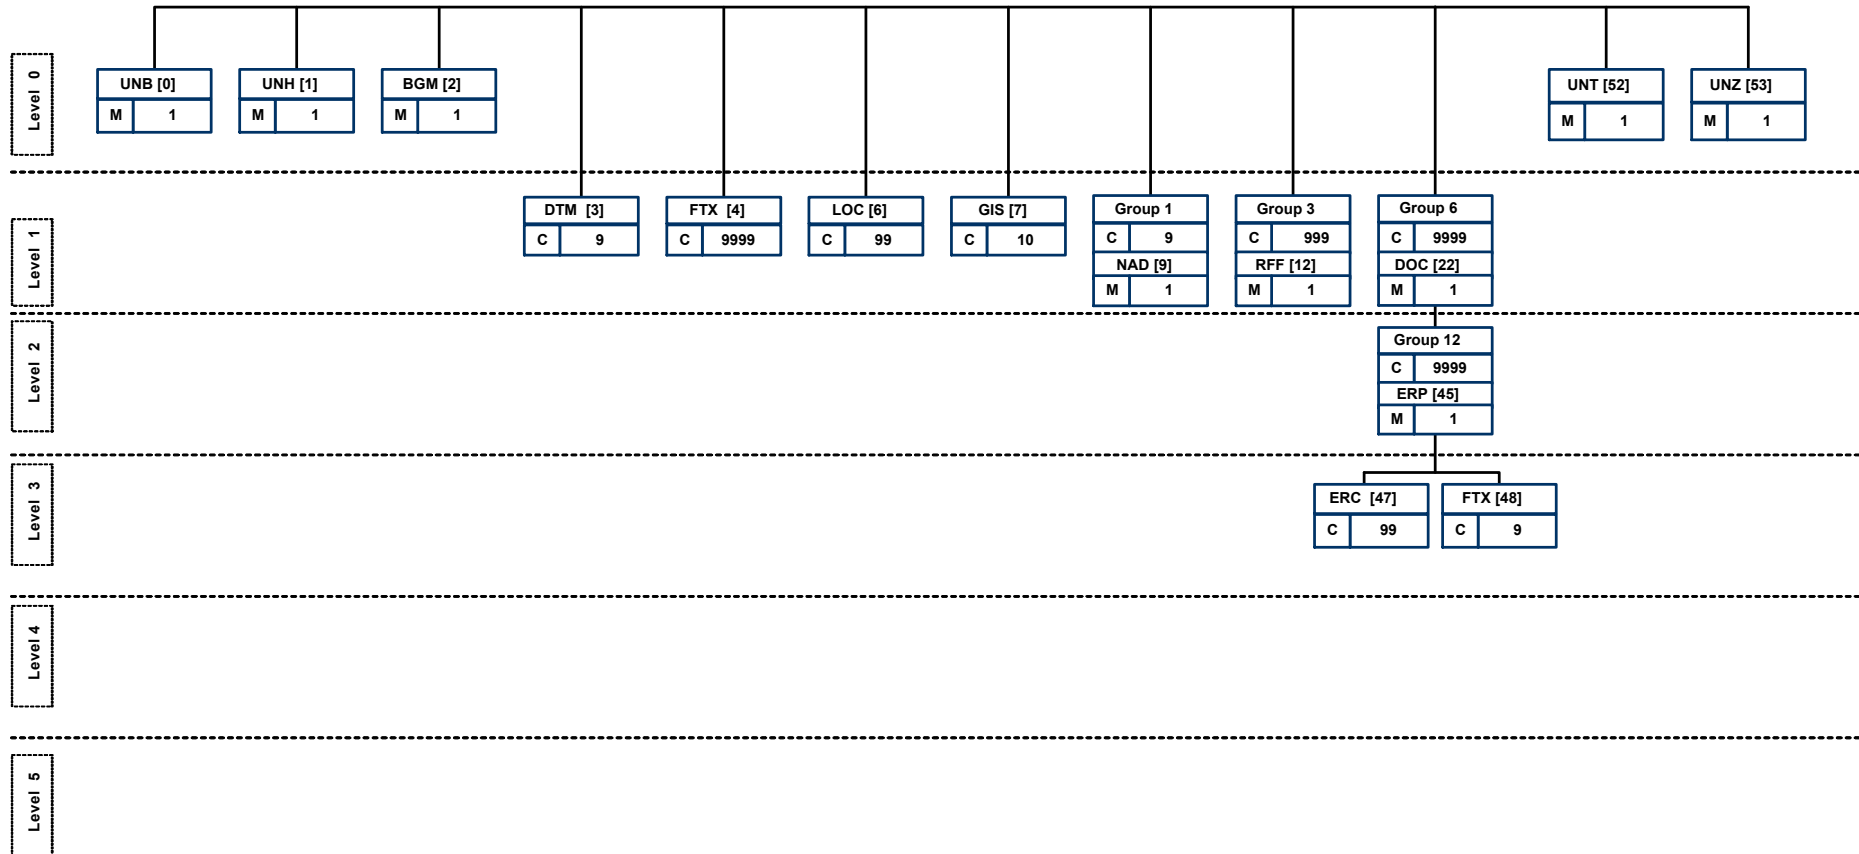 Level 0
UNB [0]
M 1
UNH [1]
M 1
BGM [2]
M 1
UNT [52]
M 1
UNZ [53]
M 1
Level 1
DTM [3]
C 9
FTX [4]
C 9999
LOC [6]
C 99
GIS [7]
C 10
Group 1
C 9
NAD [9]
M 1
Group 3
C 999
RFF [12]
M 1
Group 6
C 9999
DOC [22]
M 1
Level 2
Group 12
C 9999
ERP [45]
M 1
Level 3
ERC [47]
C 99
FTX [48]
C 9
Level 4
Level 5